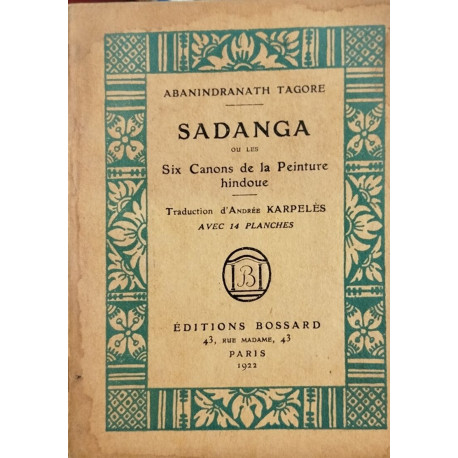 ABANINDRANATH TAGORE
SADANGA
OU LES
Six Canons de la Peinture
hindoue
Traduction d'ANDRÉE KARPELÈS
AVEC 14 PLANCHES
B
ÉDITIONS BOSSARD
43, RUE MADAME, 43
PARIS
1922